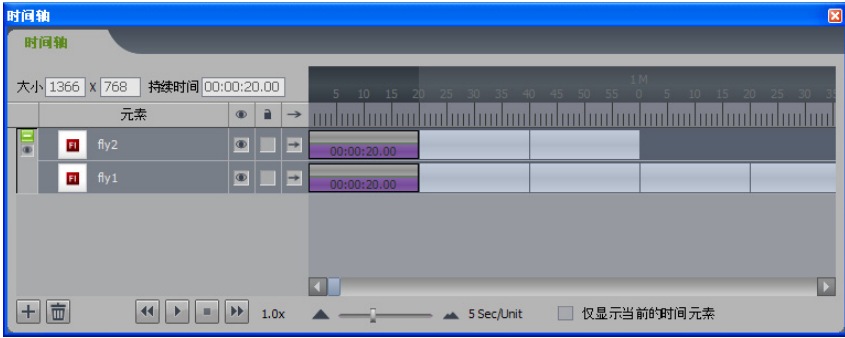 时间轴
时间轴
大小 1366 X 768 持续时间 00:00:20.00
1M
5 10 15 20 25 30 35 40 45 50 55 0 5 10 15 20 25 30 35
元素
Fl fly2 00:00:20.00
Fl fly1 00:00:20.00
1.0x 5 Sec/Unit 仅显示当前的时间元素